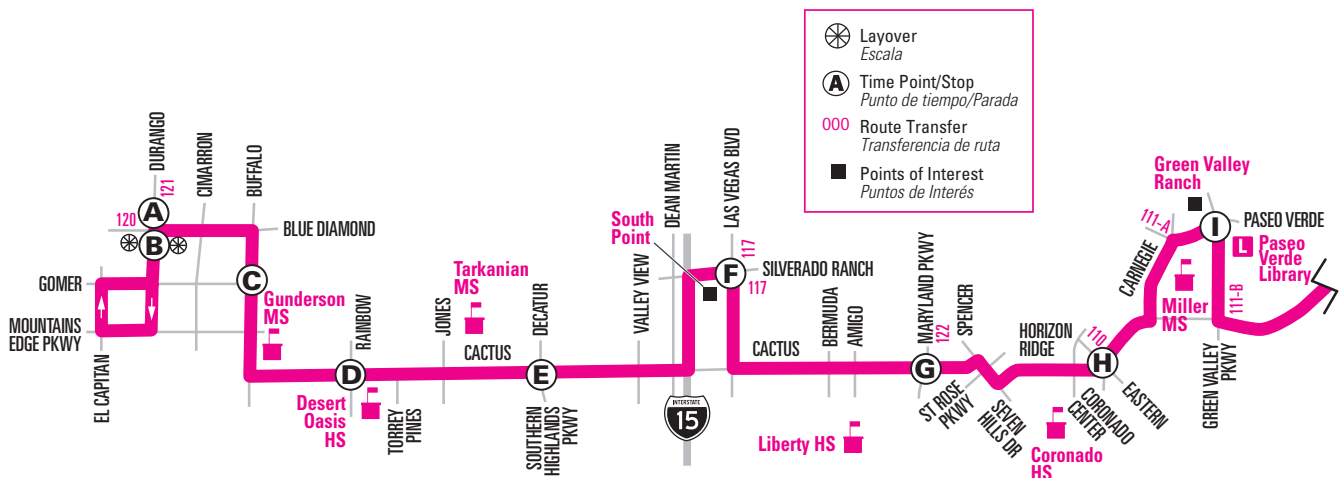 Layover
Escala
A
Time Point/Stop
Punto de tiempo/Parada
000
Route Transfer
Transferencia de ruta
Points of Interest
Puntos de Interés
DURANGO
121
CIMARRON
BUFFALO
120
A
B
BLUE DIAMOND
C
GOMER
MOUNTAINS
EDGE PKWY
EL CAPITAN
Gunderson
MS
RAINBOW
D
Desert
Oasis
HS
TORREY
PINES
JONES
Tarkanian
MS
CACTUS
DECATUR
E
SOUTHERN
HIGHLANDS
PKWY
VALLEY VIEW
South
Point
DEAN MARTIN
INTERSTATE
15
LAS VEGAS BLVD
117
F
117
SILVERADO RANCH
CACTUS
BERMUDA
AMIGO
Liberty HS
MARYLAND PKWY
122
G
SPENCER
ST ROSE
PKWY
SEVEN
HILLS DR
HORIZON
RIDGE
Coronado
HS
110
H
CORONADO
CENTER
EASTERN
CARNEGIE
111-A
Green Valley
Ranch
Miller
MS
I
PASEO VERDE
L
Paseo
Verde
Library
111-B
GREEN VALLEY
PKWY